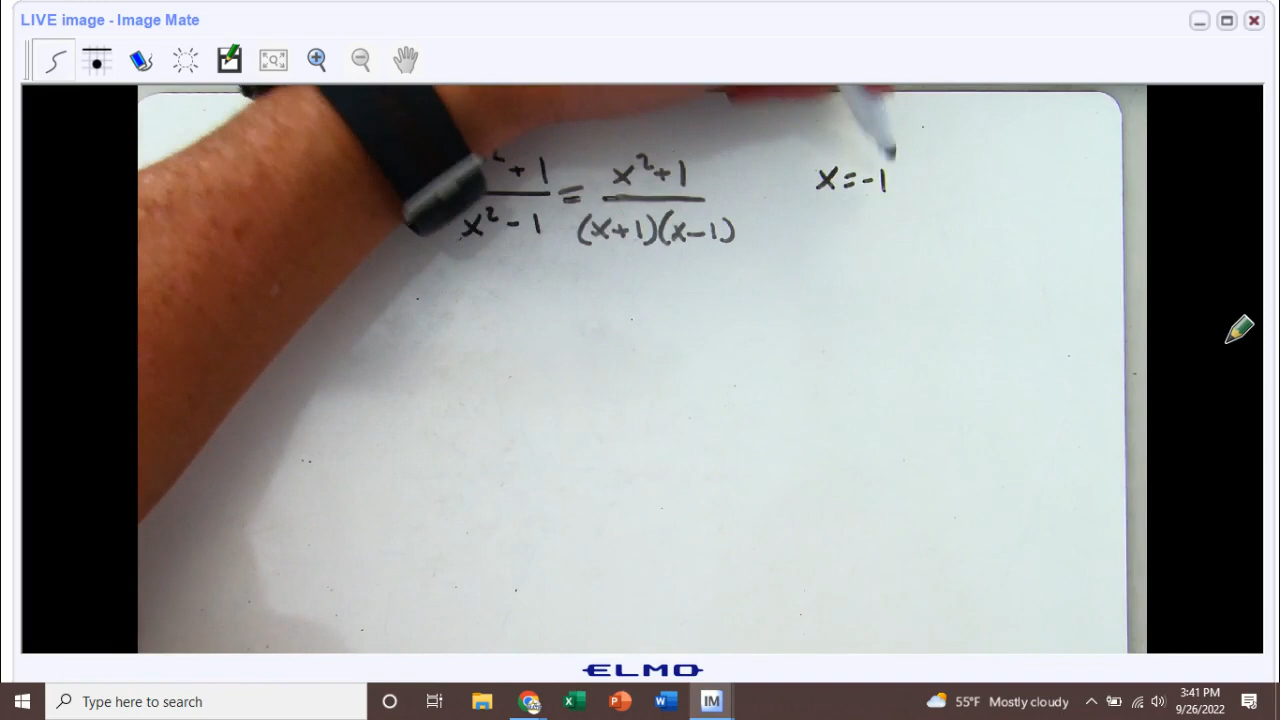 LIVE image - Image Mate
² + 1 / x² - 1 = x² + 1 / (x+1)(x-1)
x = -1
ELMO
Type here to search
55°F Mostly cloudy
3:41 PM
9/26/2022